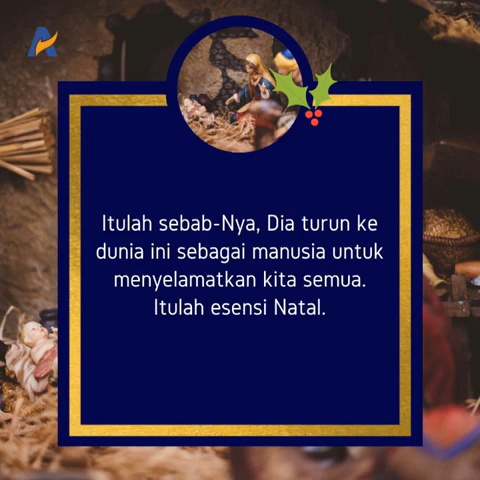 Itulah sebab-Nya, Dia turun ke
dunia ini sebagai manusia untuk
menyelamatkan kita semua.
Itulah esensi Natal.